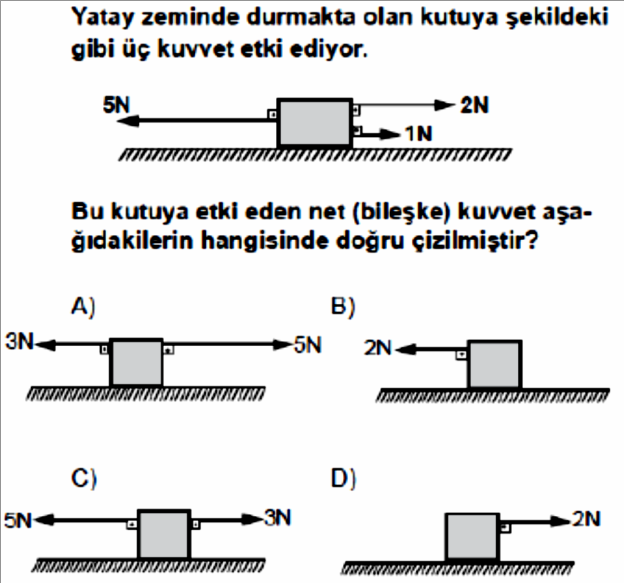 Yatay zeminde durmakta olan kutuya şekildeki
gibi üç kuvvet etki ediyor.
5N
2N
1N
Bu kutuya etki eden net (bileşke) kuvvet aşa-
ğıdakilerin hangisinde doğru çizilmiştir?
A)
B)
3N
5N
2N
C)
D)
5N
3N
2N